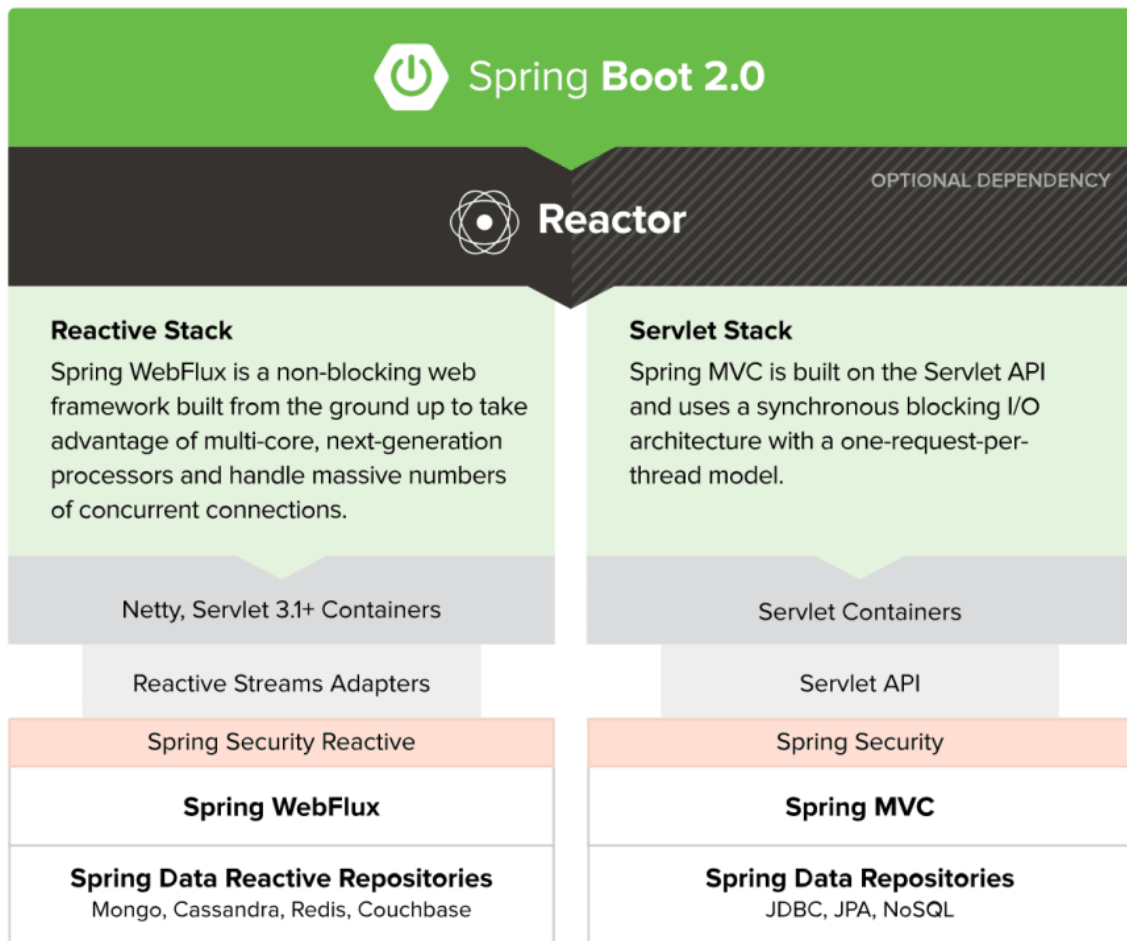 Spring Boot 2.0
OPTIONAL DEPENDENCY
Reactor
Reactive Stack
Spring WebFlux is a non-blocking web
framework built from the ground up to take
advantage of multi-core, next-generation
processors and handle massive numbers
of concurrent connections.
Servlet Stack
Spring MVC is built on the Servlet API
and uses a synchronous blocking I/O
architecture with a one-request-per-
thread model.
Netty, Servlet 3.1+ Containers
Servlet Containers
Reactive Streams Adapters
Servlet API
Spring Security Reactive
Spring Security
Spring WebFlux
Spring MVC
Spring Data Reactive Repositories
Mongo, Cassandra, Redis, Couchbase
Spring Data Repositories
JDBC, JPA, NoSQL